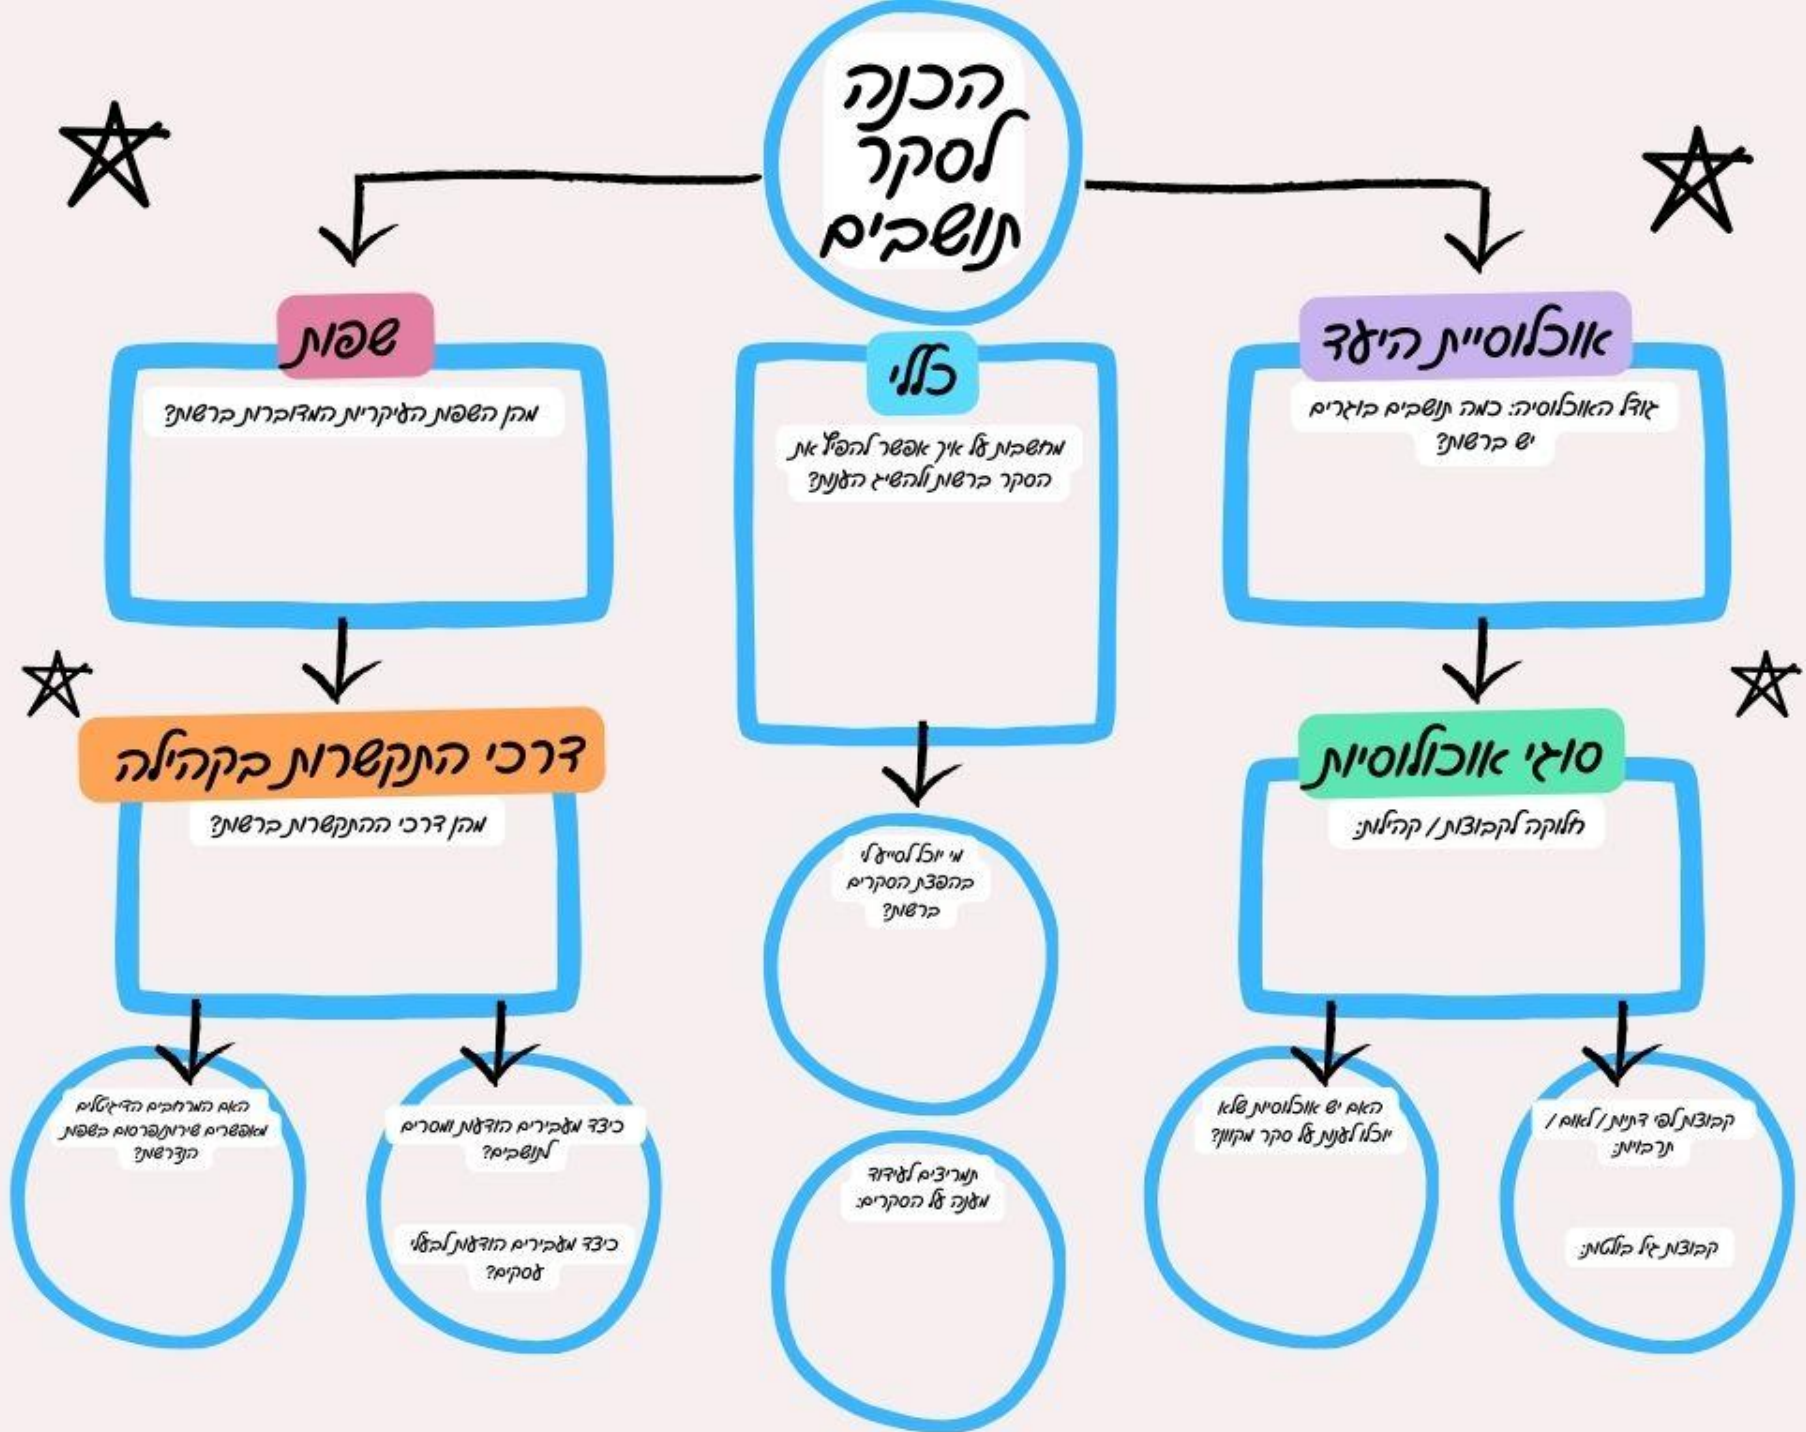 הכנה
לסקר
תושבים
אוכלוסיית היעד
גודל האוכלוסיה: כמה תושבים בוגרים
יש ברשות?
סוגי אוכולוסיות
חלוקה לקבוצות / קהילות:
קבוצות לפי דתיות / לאום /
תרבויות:
קבוצות גיל בולטות:
האם יש אוכלוסיות שלא
יוכלו לענות על סקר מקוון?
כללי
מחשבות על איך אפשר להפיץ את
הסקר ברשות ולהשיג הענות?
מי יוכל לסייע לי
בהפצת הסקרים
ברשות?
תמריצים לעידוד
מענה על הסקרים:
שפות
מהן השפות העיקריות המדוברות ברשות?
דרכי התקשרות בקהילה
מהן דרכי ההתקשרות ברשות?
כיצד מעבירים הודעות ומסרים
לתושבים?
כיצד מעבירים הודעות לבעלי
עסקים?
האם המרחבים הדיגיטלים
מאפשרים שירות/פרסום בשפות
הנדרשות?